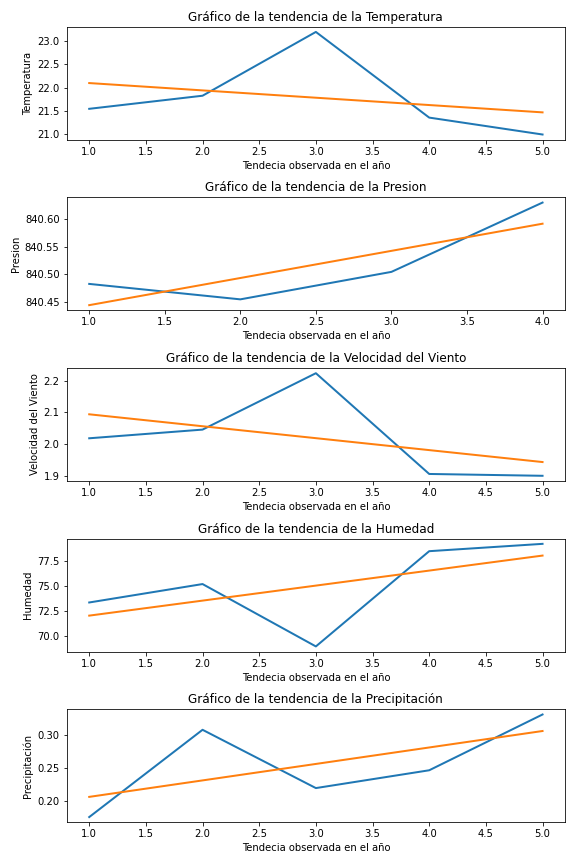 Gráfico de la tendencia de la Temperatura
Temperatura
23.0
22.5
22.0
21.5
21.0
1.0 1.5 2.0 2.5 3.0 3.5 4.0 4.5 5.0
Tendecia observada en el año
Gráfico de la tendencia de la Presion
Presion
840.60
840.55
840.50
840.45
1.0 1.5 2.0 2.5 3.0 3.5 4.0
Tendecia observada en el año
Gráfico de la tendencia de la Velocidad del Viento
Velocidad del Viento
2.2
2.1
2.0
1.9
1.0 1.5 2.0 2.5 3.0 3.5 4.0 4.5 5.0
Tendecia observada en el año
Gráfico de la tendencia de la Humedad
Humedad
77.5
75.0
72.5
70.0
1.0 1.5 2.0 2.5 3.0 3.5 4.0 4.5 5.0
Tendecia observada en el año
Gráfico de la tendencia de la Precipitación
Precipitación
0.30
0.25
0.20
1.0 1.5 2.0 2.5 3.0 3.5 4.0 4.5 5.0
Tendecia observada en el año